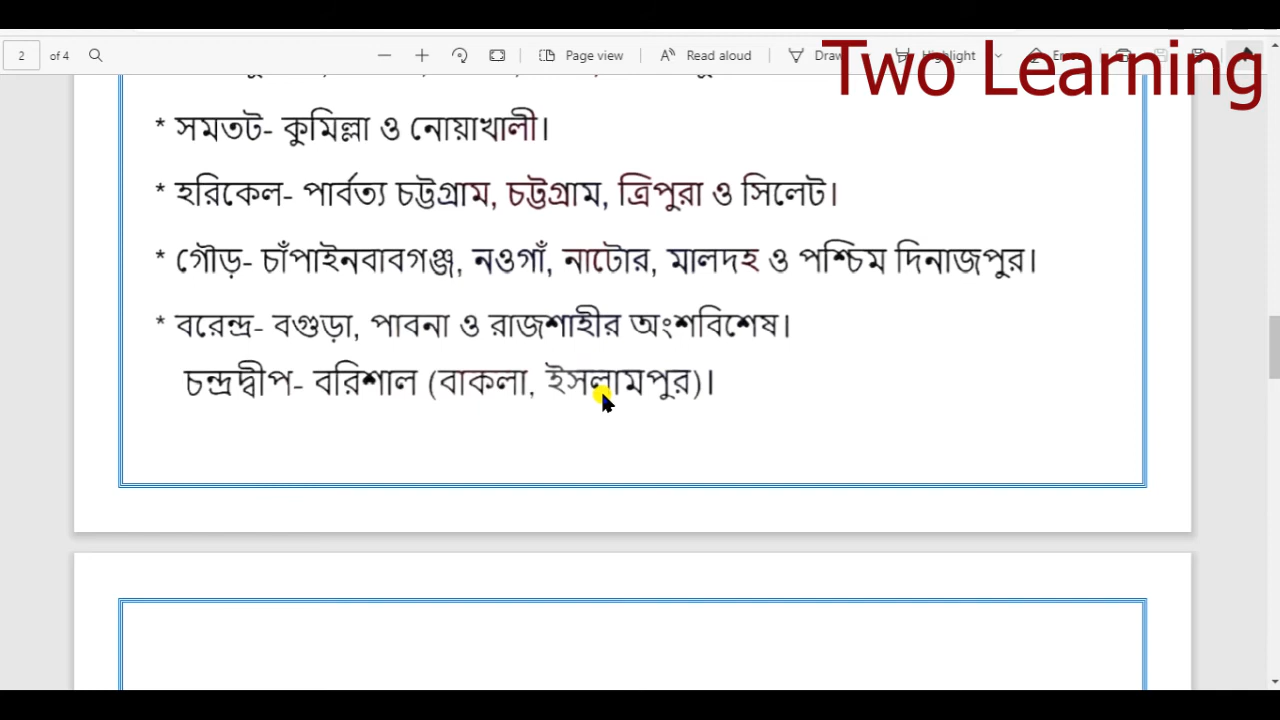 2 of 4 Page view Read aloud Draw Highlight
Two Learning
* সমতট- কুমিল্লা ও নোয়াখালী।
* হরিকেল- পার্বত্য চট্টগ্রাম, চট্টগ্রাম, ত্রিপুরা ও সিলেট।
* গৌড়- চাঁপাইনবাবগঞ্জ, নওগাঁ, নাটোর, মালদহ ও পশ্চিম দিনাজপুর।
* বরেন্দ্র- বগুড়া, পাবনা ও রাজশাহীর অংশবিশেষ।
চন্দ্রদ্বীপ- বরিশাল (বাকলা, ইসলামপুর)।